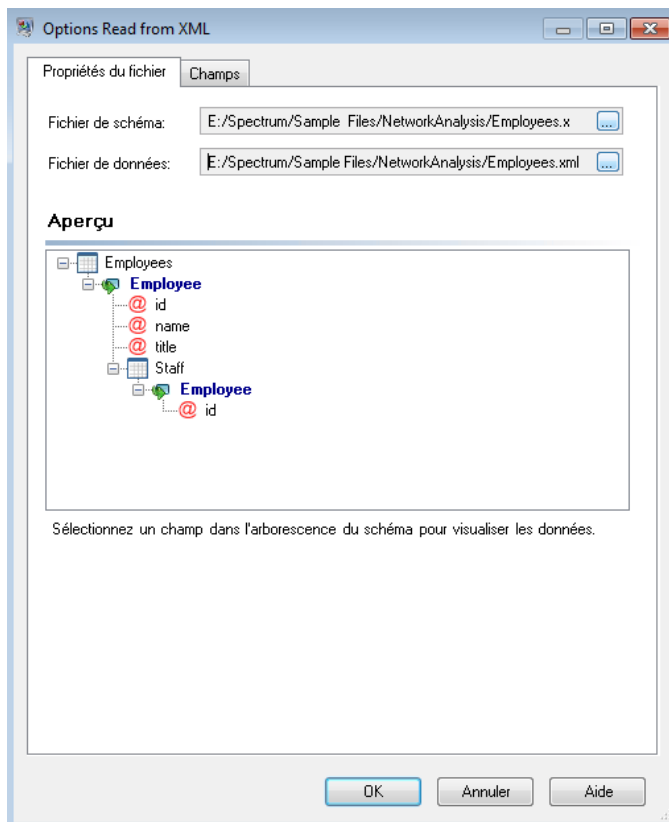 Options Read from XML
Propriétés du fichier Champs
Fichier de schéma: E:/Spectrum/Sample Files/NetworkAnalysis/Employees.x ...
Fichier de données: E:/Spectrum/Sample Files/NetworkAnalysis/Employees.xml ...
Aperçu
Employees
Employee
@ id
@ name
@ title
Staff
Employee
@ id
Sélectionnez un champ dans l'arborescence du schéma pour visualiser les données.
OK Annuler Aide